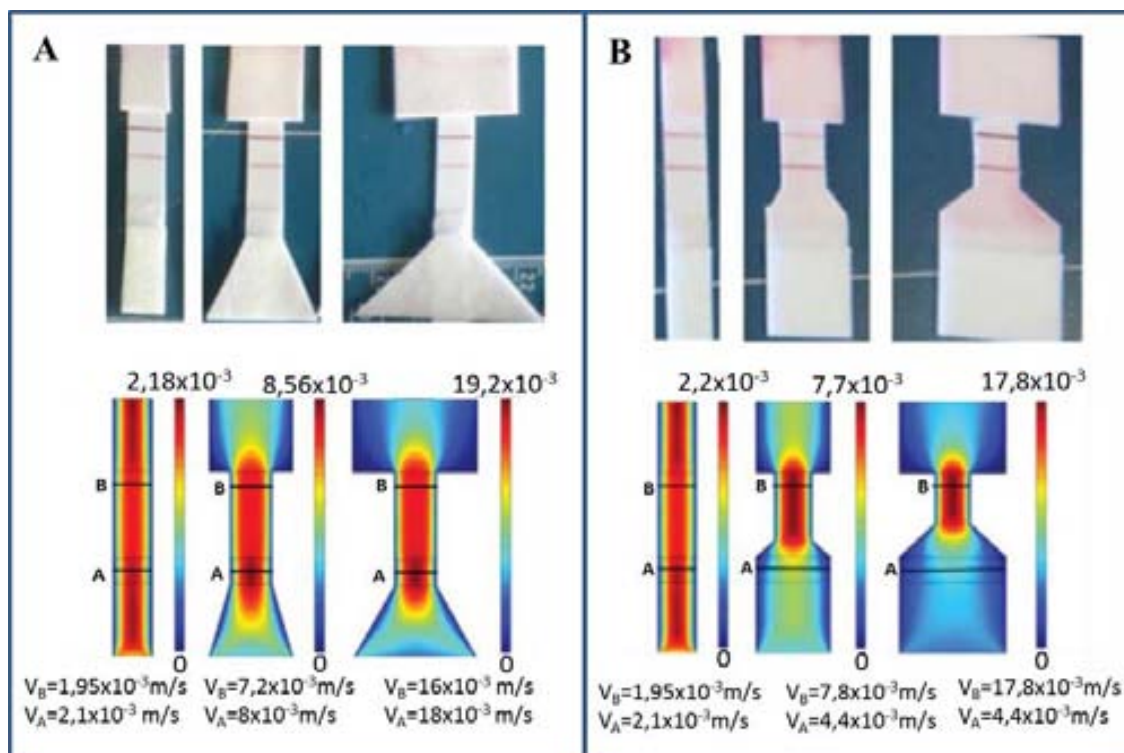 A
2,18x10⁻³ 8,56x10⁻³ 19,2x10⁻³
B B B
A A A
0 0 0
V_B=1,95x10⁻³m/s V_B=7,2x10⁻³m/s V_B=16x10⁻³ m/s
V_A=2,1x10⁻³ m/s V_A=8x10⁻³m/s V_A=18x10⁻³m/s
B
22
2,2x10⁻³ 7,7x10⁻³ 17,8x10⁻³
B B B
A A A
0 0 0
V_B=1,95x10⁻³m/s V_B=7,8x10⁻³m/s V_B=17,8x10⁻³m/s
V_A=2,1x10⁻³m/s V_A=4,4x10⁻³m/s V_A=4,4x10⁻³m/s